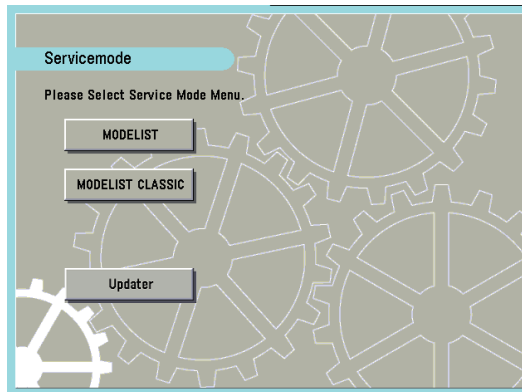 Servicemode
Please Select Service Mode Menu.
MODELIST
MODELIST CLASSIC
Updater